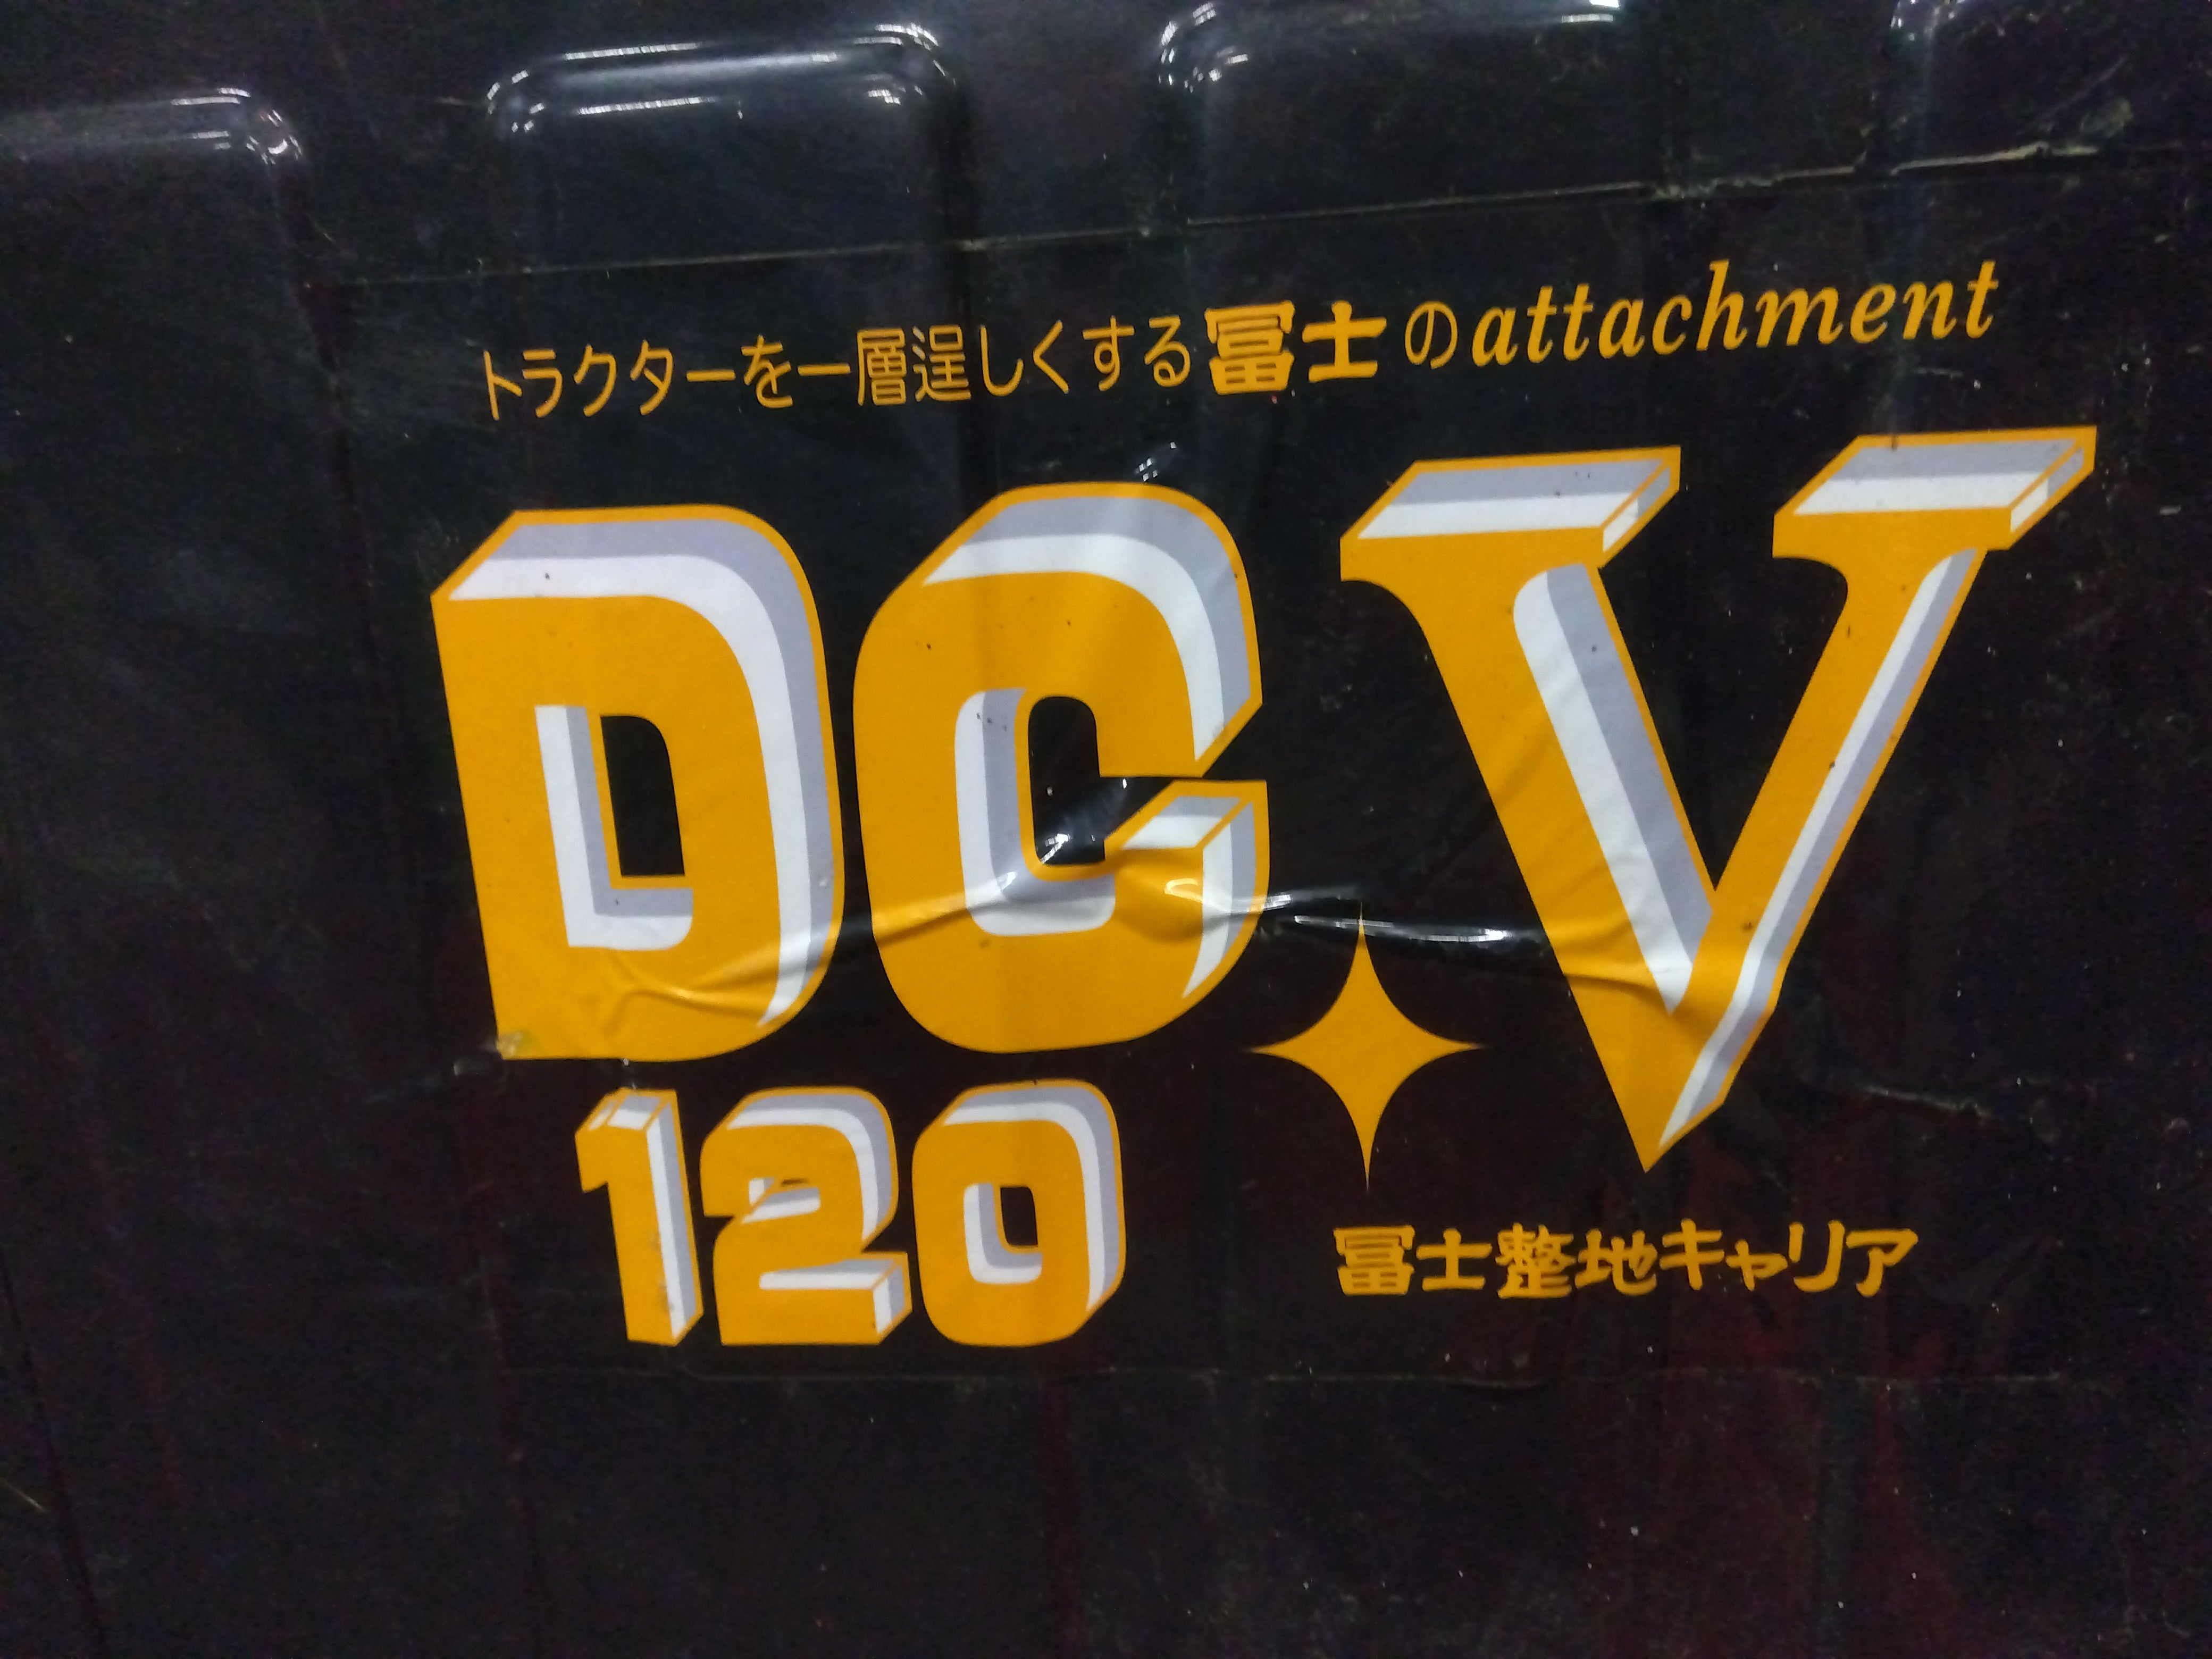 トラクターを一層逞しくする冨士のattachment
DC V
120
冨士整地キャリア